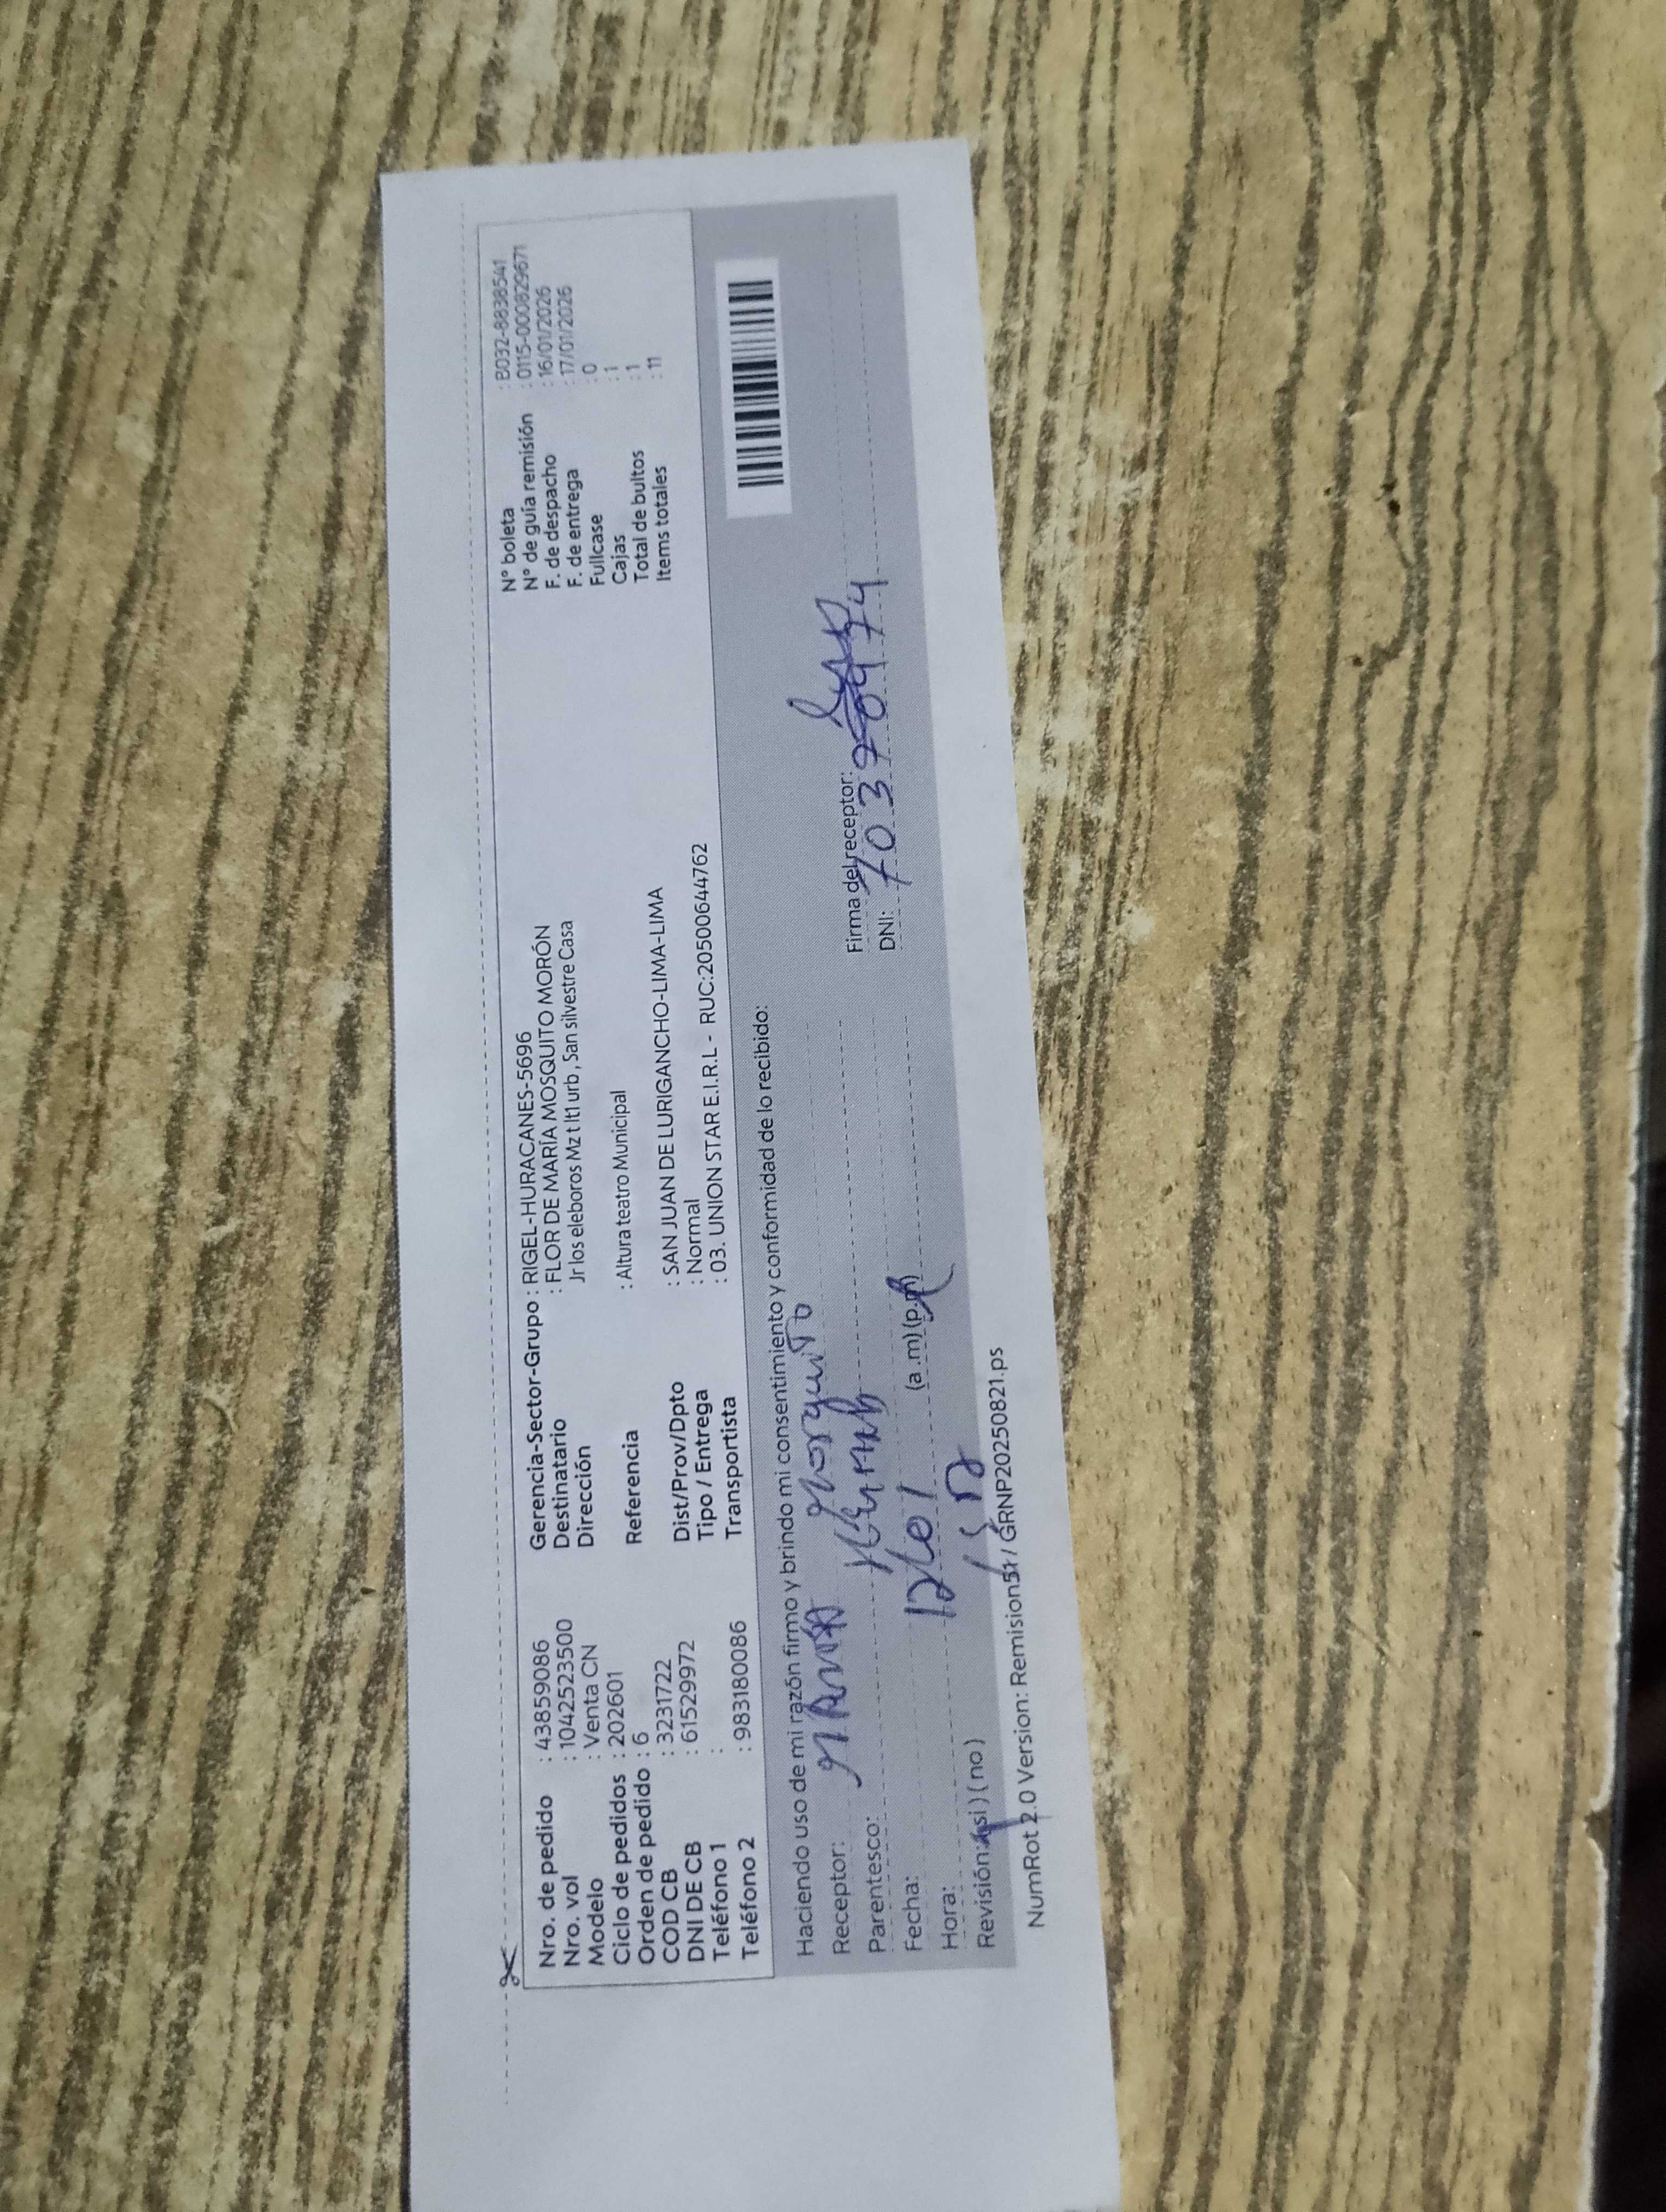 Nro. de pedido : 43859086
Nro. vol : 1042523500
Modelo : Venta CN
Ciclo de pedidos : 202601
Orden de pedido : 6
COD CB : 3231722
DNI DE CB : 61529972
Teléfono 1 :
Teléfono 2 : 983180086
Gerencia-Sector-Grupo : RIGEL-HURACANES-5696
Destinatario : FLOR DE MARÍA MOSQUITO MORÓN
Dirección Jr los eleboros Mz t lt1 urb , San silvestre Casa
Referencia : Altura teatro Municipal
Dist/Prov/Dpto : SAN JUAN DE LURIGANCHO-LIMA-LIMA
Tipo / Entrega : Normal
Transportista : 03. UNION STAR E.I.R.L - RUC:20500644762
N° boleta : B032-8838541
N° de guía remisión : 0115-000829671
F. de despacho : 16/01/2026
F. de entrega : 17/01/2026
Fullcase : 0
Cajas : 1
Total de bultos : 1
Items totales : 11
Haciendo uso de mi razón firmo y brindo mi consentimiento y conformidad de lo recibido:
Receptor: Mosquito
Parentesco:
Fecha:
Hora: (a .m) (p.m)
Revisión: (si ) ( no )
Firma del receptor:
DNI: 70370474
NumRot 2.0 Version: Remision51 / GRNP20250821.ps